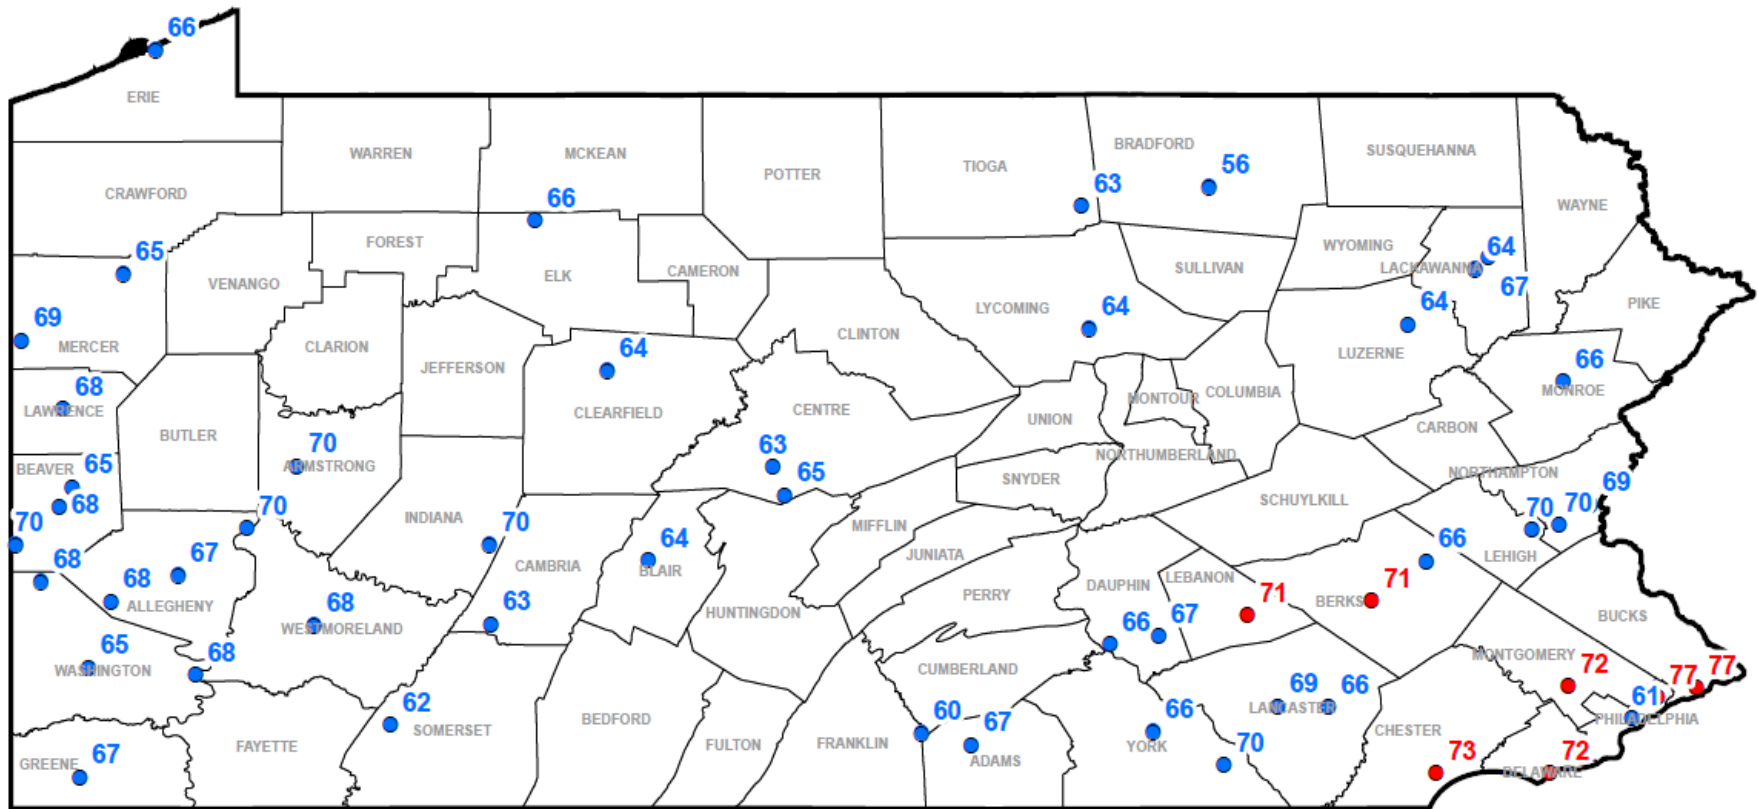 66
ERIE
WARREN
MCKEAN
POTTER
TIOGA
BRADFORD
56
SUSQUEHANNA
CRAWFORD
66
63
WAYNE
65
FOREST
VENANGO
ELK
CAMERON
SULLIVAN
WYOMING
64
LACKAWANNA
67
69
MERCER
CLARION
JEFFERSON
64
CLINTON
LYCOMING
64
64
LUZERNE
PIKE
68
LAWRENCE
BUTLER
CLEARFIELD
CENTRE
UNION
MONTOUR
COLUMBIA
66
MONROE
CARBON
BEAVER
65
70
ARMSTRONG
63
65
SNYDER
NORTHUMBERLAND
NORTHAMPTON
69
68
70
70
INDIANA
70
MIFFLIN
SCHUYLKILL
70
70
68
68
67
ALLEGHENY
CAMBRIA
64
BLAIR
JUNIATA
DAUPHIN
LEBANON
66
LEHIGH
68
WESTMORELAND
63
HUNTINGDON
PERRY
71
BERKS
71
BUCKS
65
WASHINGTON
68
66
67
CUMBERLAND
MONTGOMERY
72
77
77
62
SOMERSET
BEDFORD
60
67
66
69
LANCASTER
66
61
PHILADELPHIA
GREENE
67
FAYETTE
FULTON
FRANKLIN
ADAMS
YORK
70
CHESTER
73
72
DELAWARE